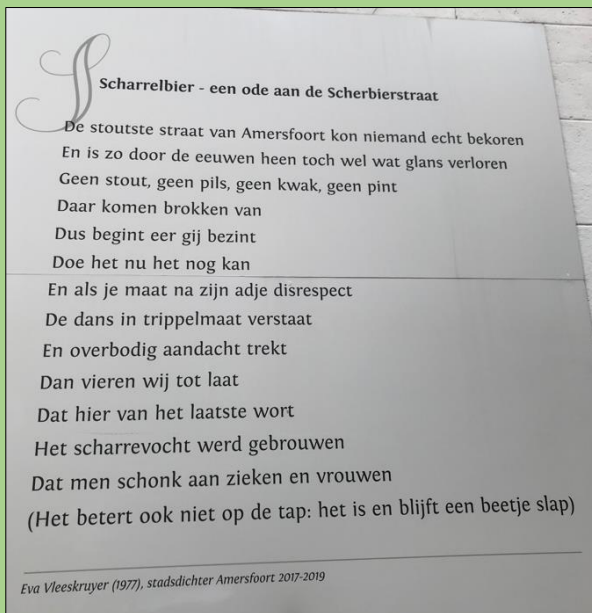 Scharrelbier - een ode aan de Scherbierstraat
De stoutste straat van Amersfoort kon niemand echt bekoren
En is zo door de eeuwen heen toch wel wat glans verloren
Geen stout, geen pils, geen kwak, geen pint
Daar komen brokken van
Dus begint eer gij bezint
Doe het nu het nog kan
En als je maat na zijn adje disrespect
De dans in trippelmaat verstaat
En overbodig aandacht trekt
Dan vieren wij tot laat
Dat hier van het laatste wort
Het scharrevocht werd gebrouwen
Dat men schonk aan zieken en vrouwen
(Het betert ook niet op de tap: het is en blijft een beetje slap)
Eva Vleeskruyer (1977), stadsdichter Amersfoort 2017-2019